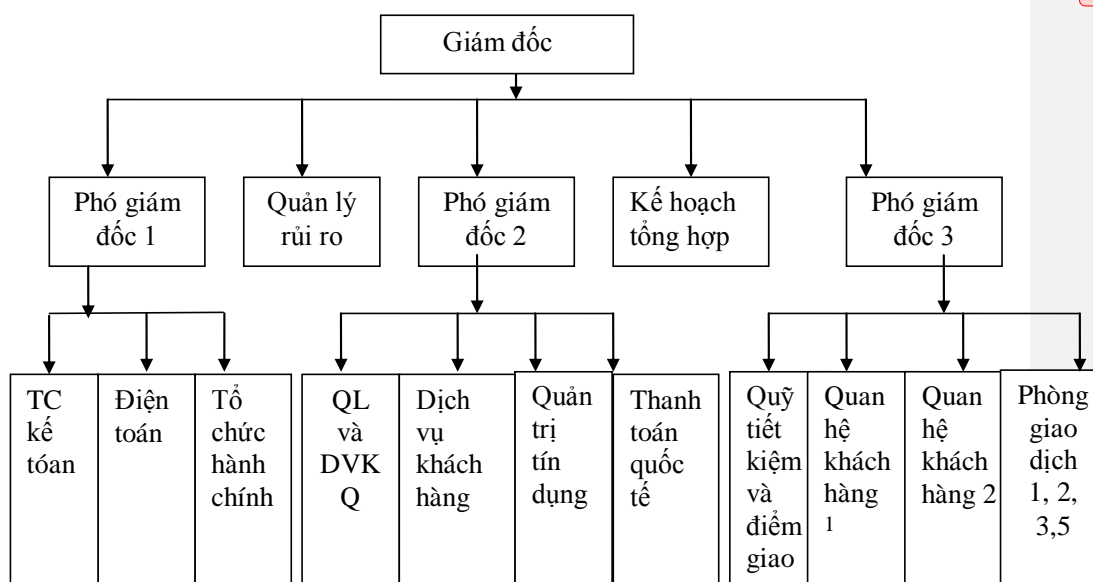 Giám đốc
Phó giám
đốc 1
Quản lý
rủi ro
Phó giám
đốc 2
Kế hoạch
tổng hợp
Phó giám
đốc 3
TC
kế
tóan
Điện
toán
Tổ
chức
hành
chính
QL
và
DVK
Q
Dịch
vụ
khách
hàng
Quản
trị
tín
dụng
Thanh
toán
quốc
tế
Quỹ
tiết
kiệm
và
điểm
giao
Quan
hệ
khách
hàng
1
Quan
hệ
khách
hàng 2
Phòng
giao
dịch
1, 2,
3,5